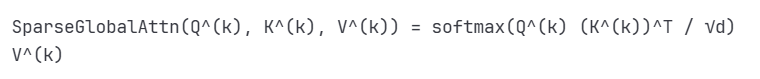 SparseGlobalAttn(Q^(k), K^(k), V^(k)) = softmax(Q^(k) (K^(k))^T / √d)
V^(k)